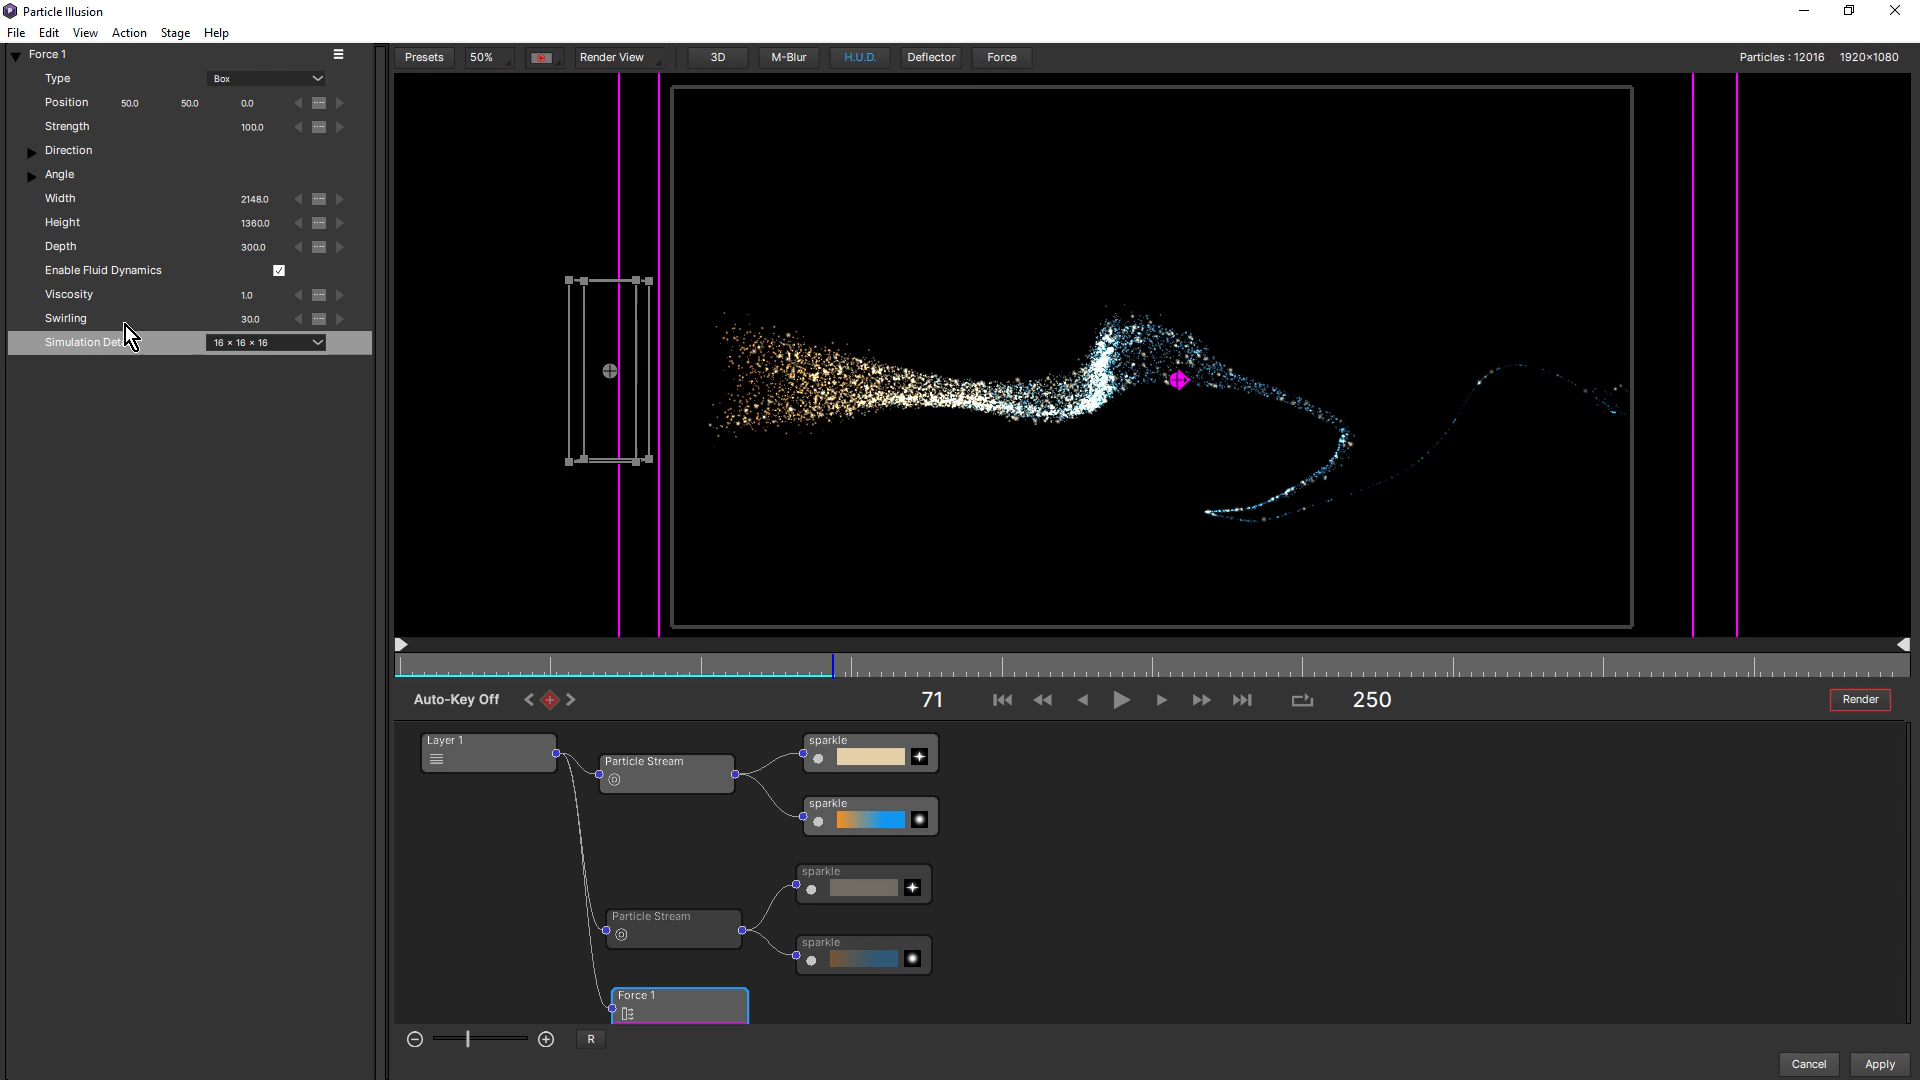 Particle Illusion
File Edit View Action Stage Help
Force 1
Type Box
Position 50.0 50.0 0.0
Strength 100.0
Direction
Angle
Width 2148.0
Height 1360.0
Depth 300.0
Enable Fluid Dynamics
Viscosity 1.0
Swirling 30.0
Simulation 16 × 16 × 16
Presets 50% Render View 3D M-Blur H.U.D. Deflector Force Particles : 12016 1920×1080
Auto-Key Off 71 250 Render
Layer 1
Particle Stream
sparkle
sparkle
Particle Stream
sparkle
sparkle
Force 1
R
Cancel Apply